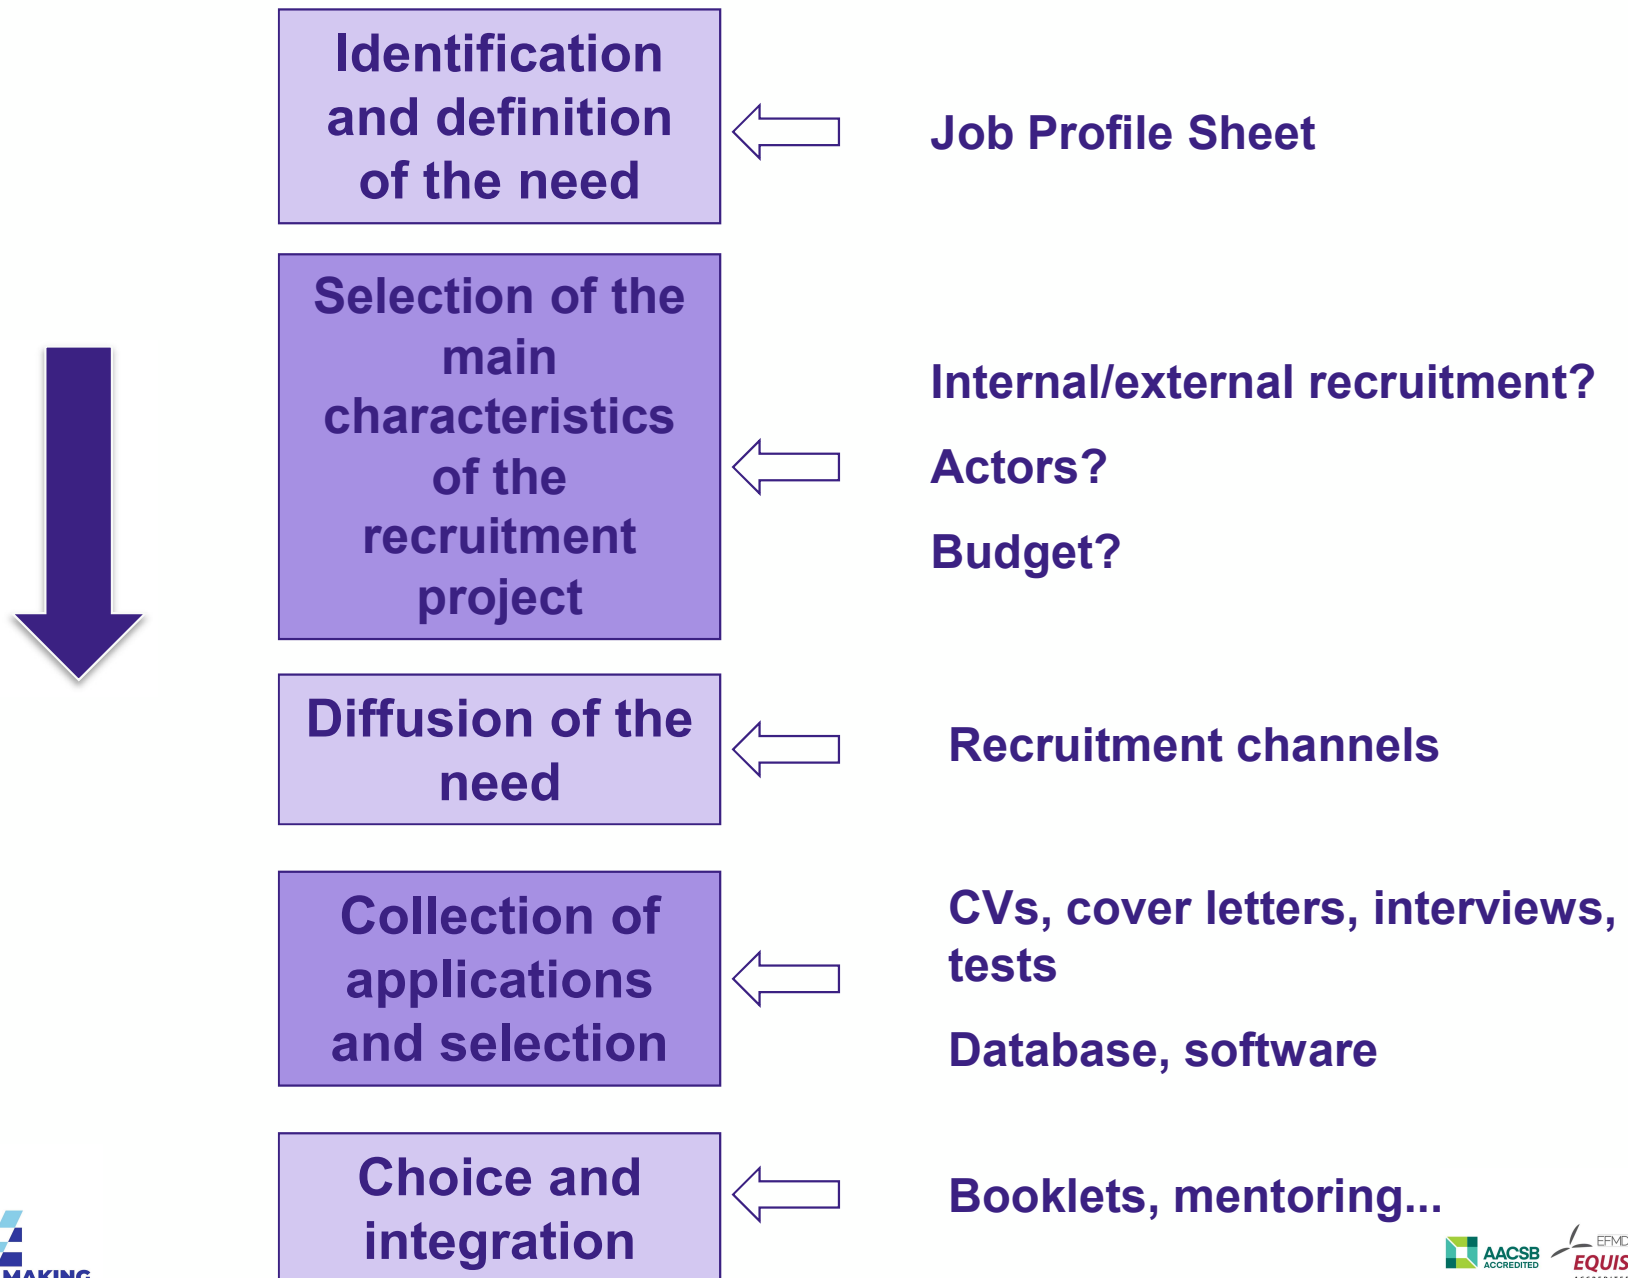 Identification
and definition
of the need
Job Profile Sheet
Selection of the
main
characteristics
of the
recruitment
project
Internal/external recruitment?
Actors?
Budget?
Diffusion of the
need
Recruitment channels
Collection of
applications
and selection
CVs, cover letters, interviews,
tests
Database, software
Choice and
integration
Booklets, mentoring...
MAKING
AACSB
ACCREDITED
EFMD
EQUIS